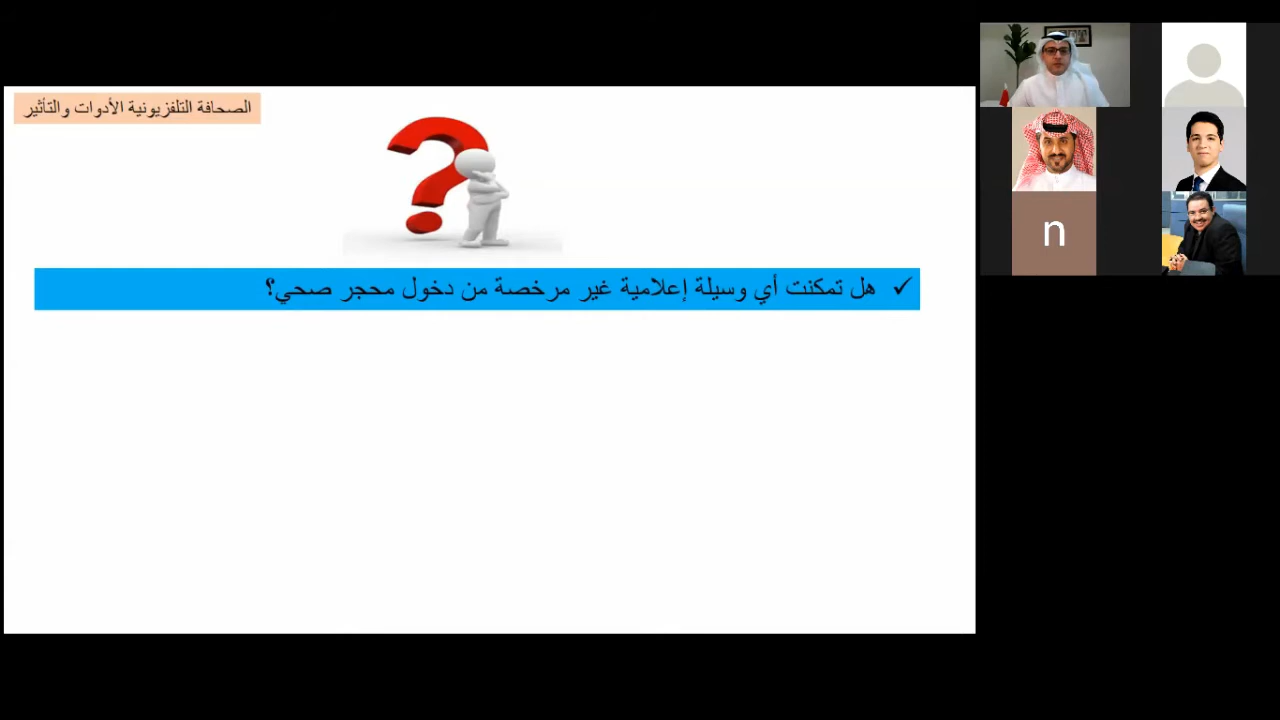 الصحافة التلفزيونية الأدوات والتأثير
✓ هل تمكنت أي وسيلة إعلامية غير مرخصة من دخول محجر صحي؟
n